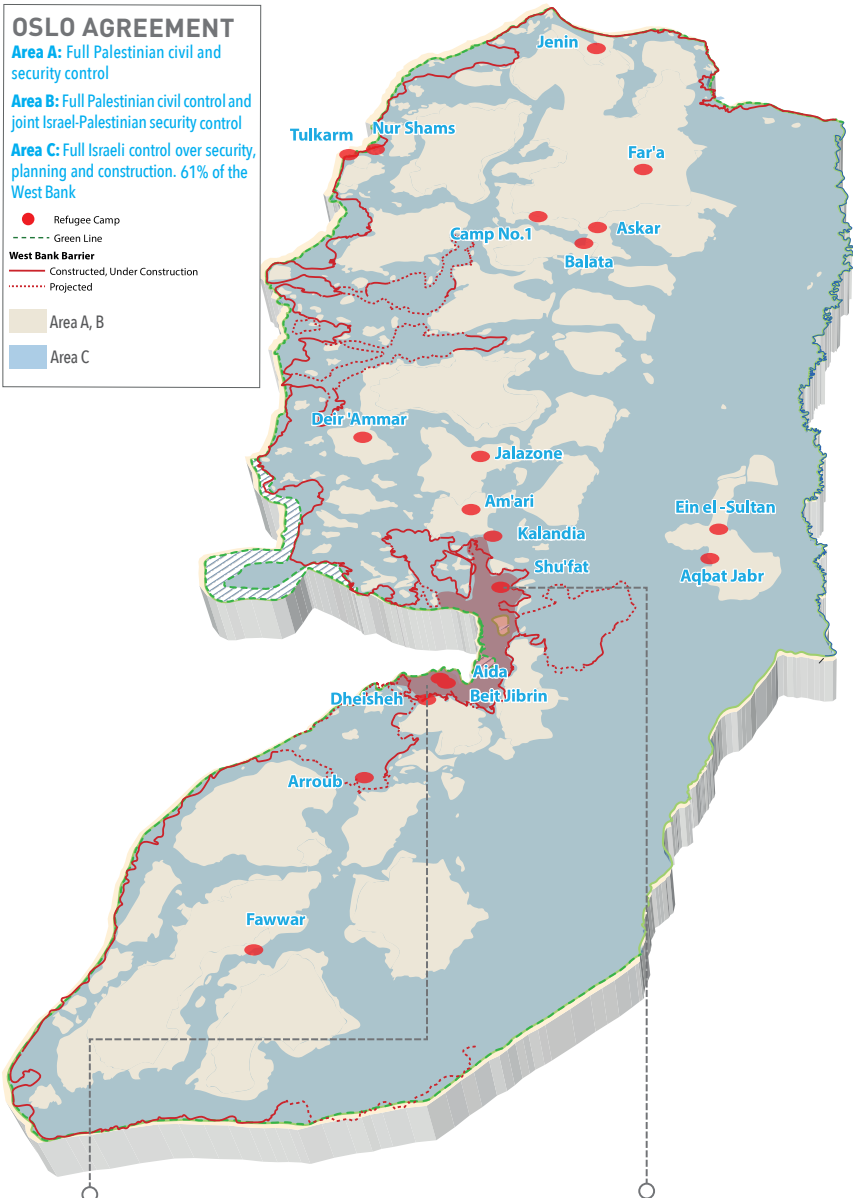 OSLO AGREEMENT
Area A: Full Palestinian civil and
security control
Area B: Full Palestinian civil control and
joint Israel-Palestinian security control
Area C: Full Israeli control over security,
planning and construction. 61% of the
West Bank
Refugee Camp
Green Line
West Bank Barrier
Constructed, Under Construction
Projected
Area A, B
Area C
Jenin
Tulkarm
Nur Shams
Far'a
Camp No.1
Askar
Balata
Deir 'Ammar
Jalazone
Am'ari
Ein el -Sultan
Kalandia
Shu'fat
Aqbat Jabr
Aida
Dheisheh
Beit Jibrin
Arroub
Fawwar